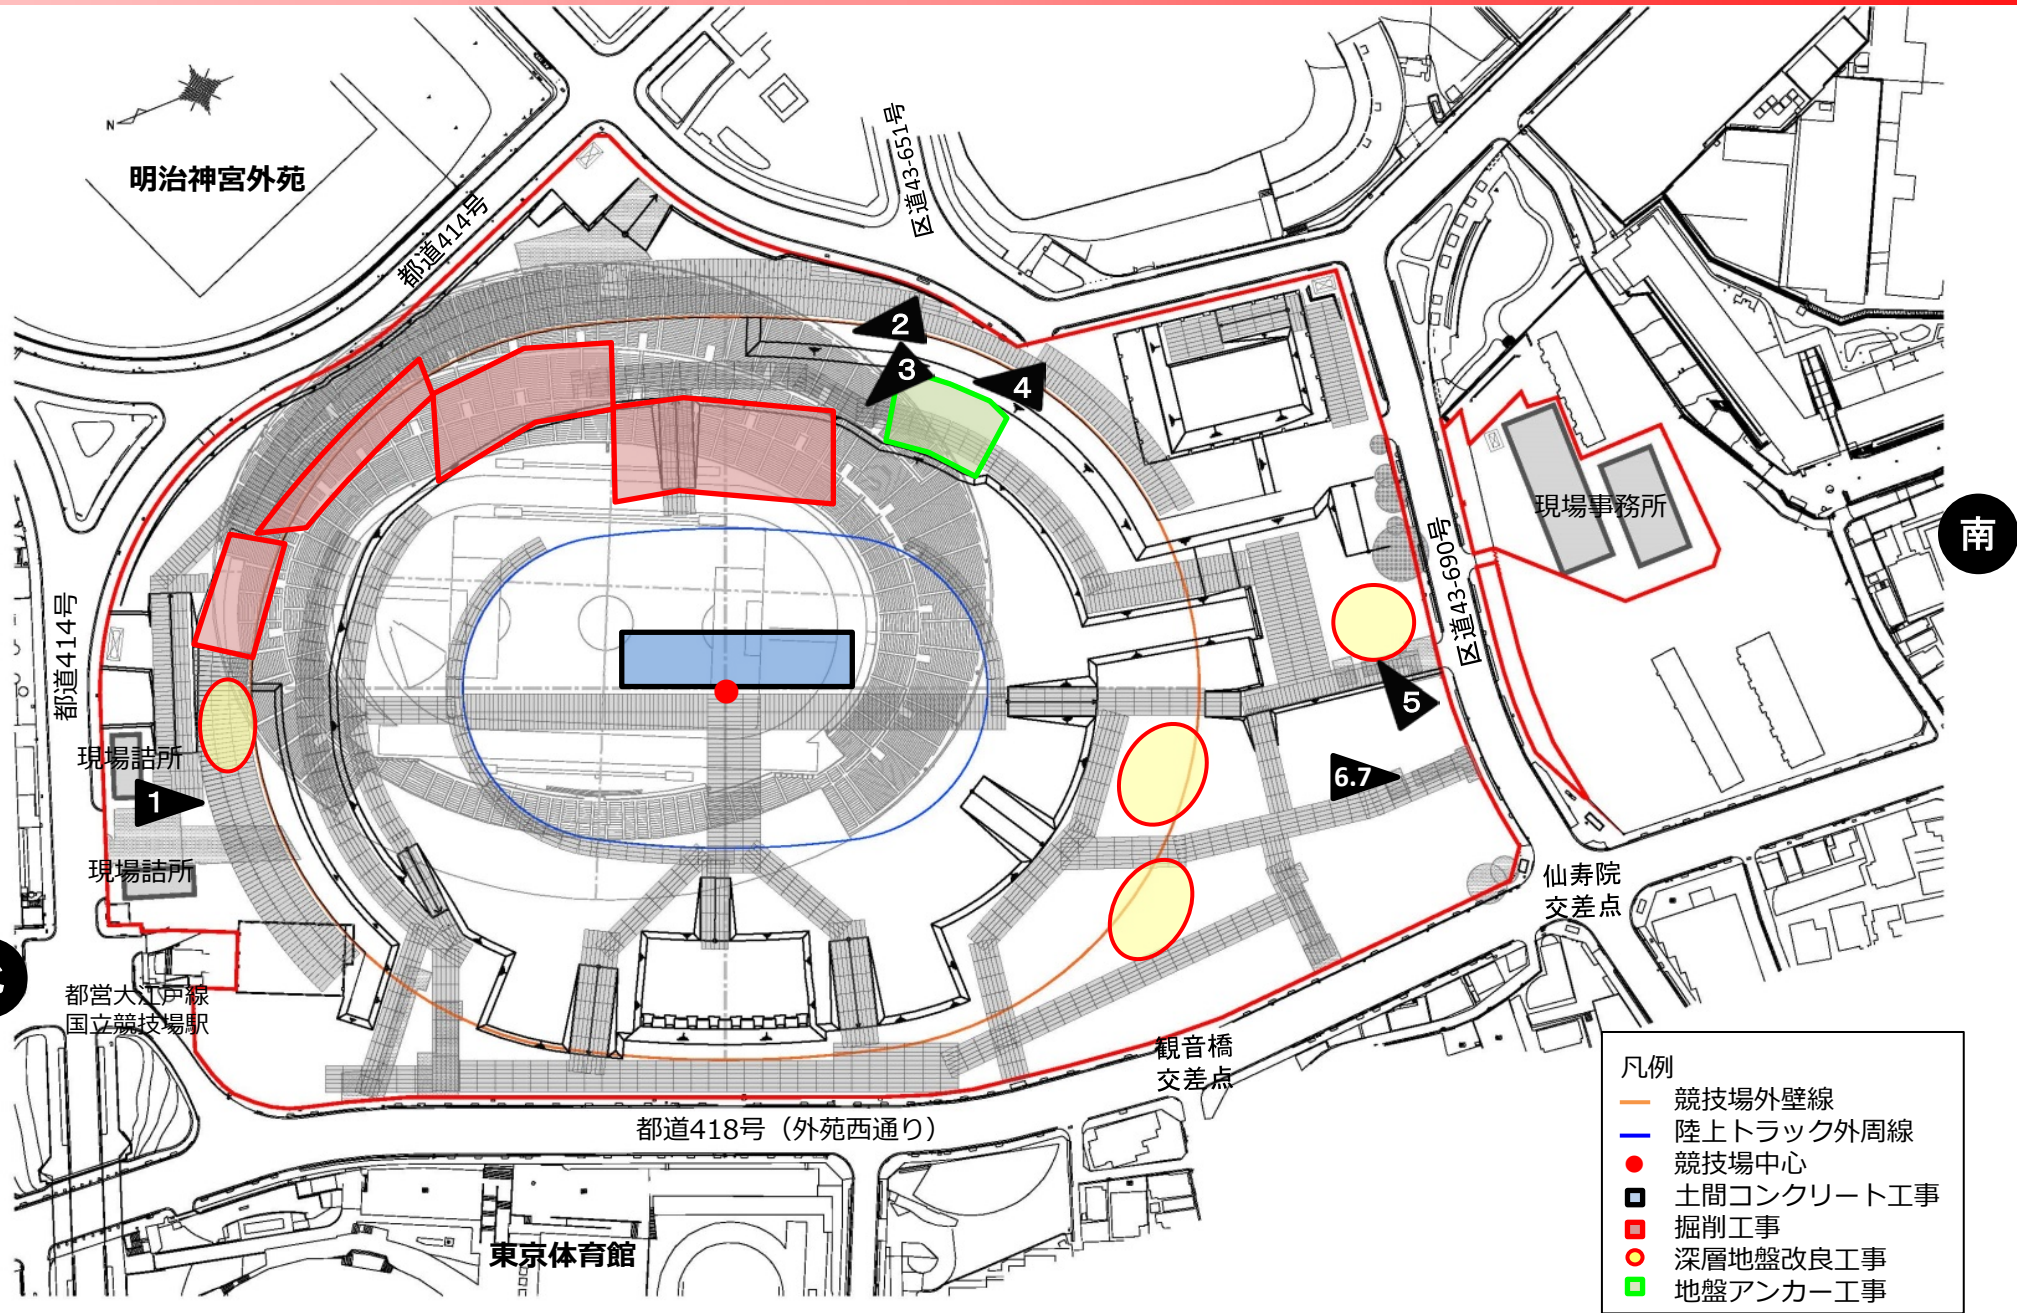 N
明治神宮外苑
都道414号
区道43-651号
2
3
4
現場事務所
南
区道43-690号
都道414号
5
現場詰所
6.7
1
現場詰所
仙寿院
交差点
都営大江戸線
国立競技場駅
観音橋
交差点
都道418号（外苑西通り）
東京体育館
凡例
競技場外壁線
陸上トラック外周線
競技場中心
土間コンクリート工事
掘削工事
深層地盤改良工事
地盤アンカー工事